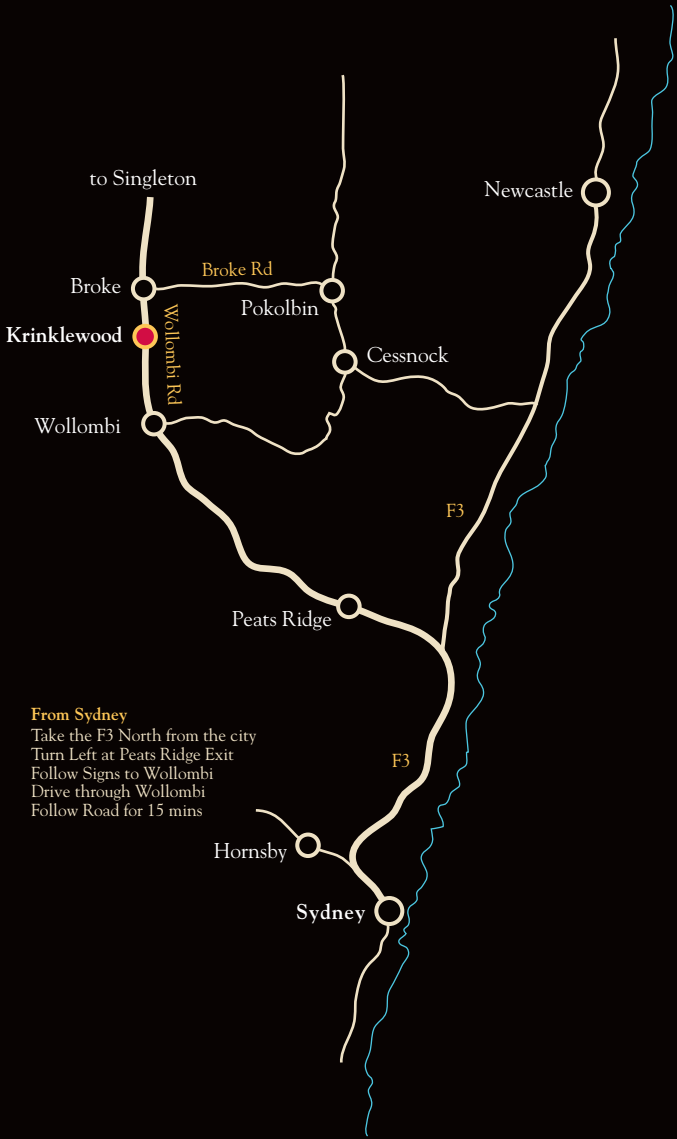 to Singleton
Newcastle
Broke Rd
Broke
Pokolbin
Krinklewood
Wollombi Rd
Cessnock
Wollombi
F3
Peats Ridge
From Sydney
Take the F3 North from the city
Turn Left at Peats Ridge Exit
Follow Signs to Wollombi
Drive through Wollombi
Follow Road for 15 mins
F3
Hornsby
Sydney